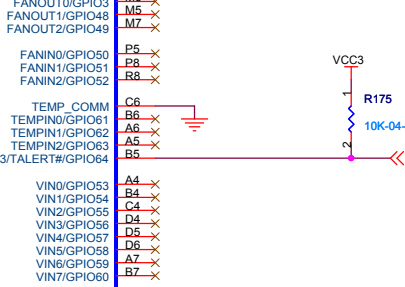 FANOUT0/GPIO3
FANOUT1/GPIO48 M5
FANOUT2/GPIO49 M7
FANIN0/GPIO50 P5
FANIN1/GPIO51 P8
FANIN2/GPIO52 R8
VCC3
1
R175
10K-04-
2
TEMP_COMM C6
TEMPIN0/GPIO61 B6
TEMPIN1/GPIO62 A6
TEMPIN2/GPIO63 A5
3/TALERT#/GPIO64 B5
VIN0/GPIO53 A4
VIN1/GPIO54 B4
VIN2/GPIO55 C4
VIN3/GPIO56 D4
VIN4/GPIO57 D5
VIN5/GPIO58 D6
VIN6/GPIO59 A7
VIN7/GPIO60 B7